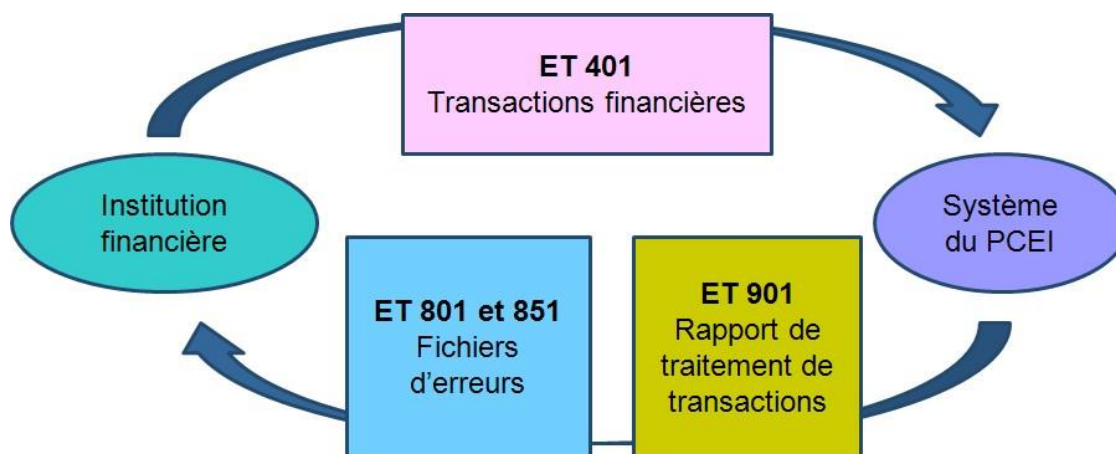 ET 401
Transactions financières
Institution
financière
Système
du PCEI
ET 801 et 851
Fichiers
d’erreurs
ET 901
Rapport de
traitement de
transactions